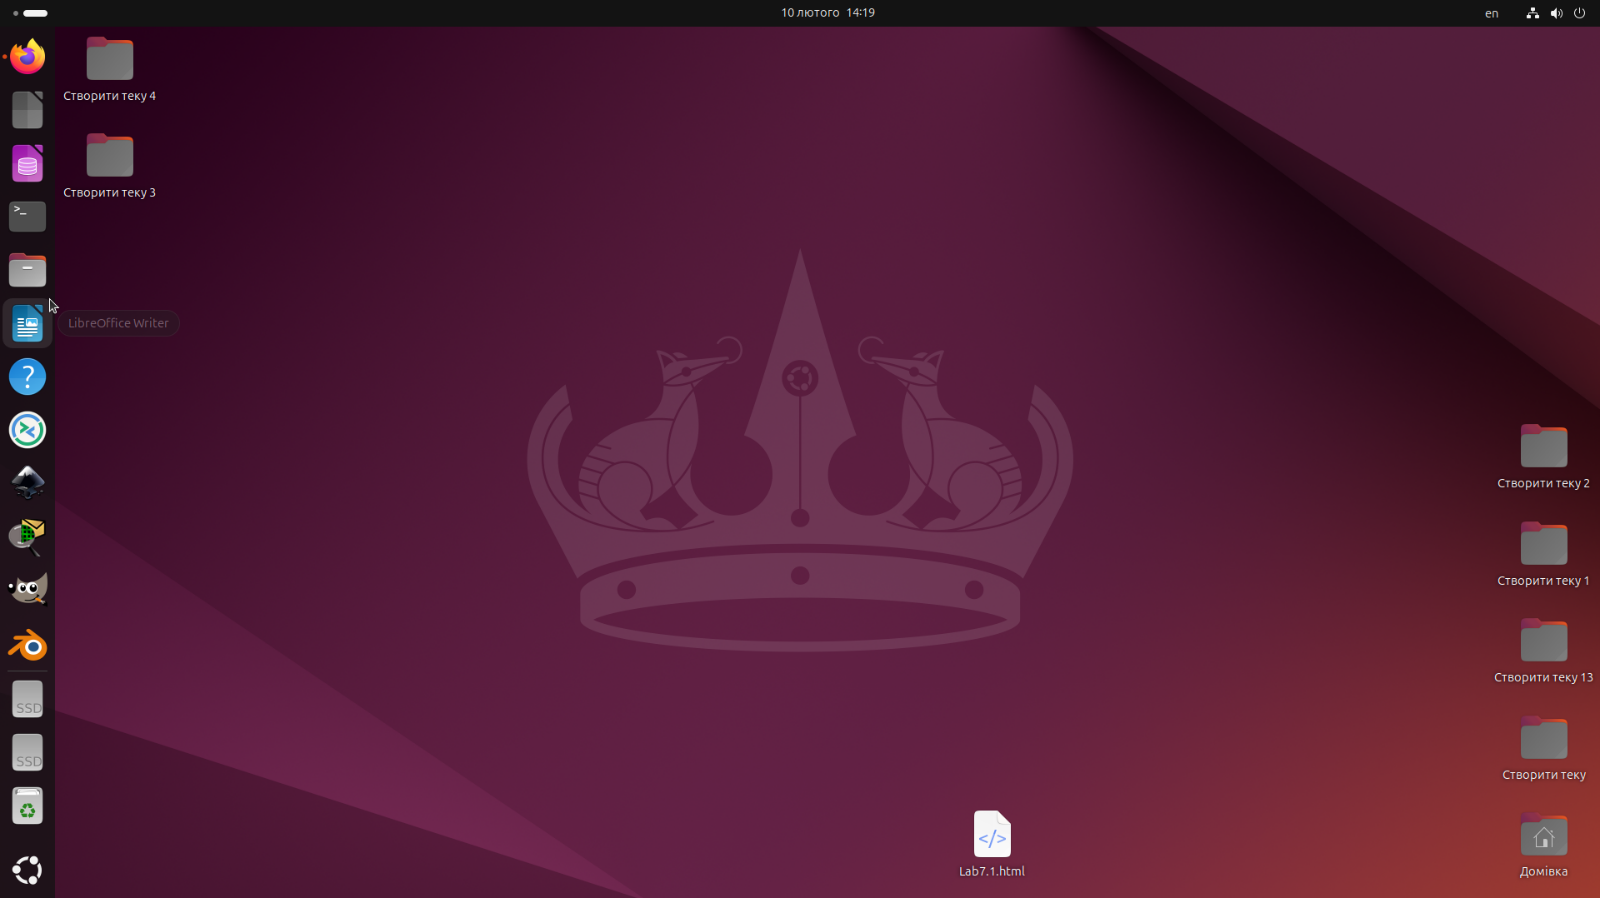 10 лютого 14:19
en
Створити теку 4
Створити теку 3
>_
LibreOffice Writer
?
Створити теку 2
Створити теку 1
Створити теку 13
SSD
SSD
Створити теку
</>
Lab7.1.html
Домівка